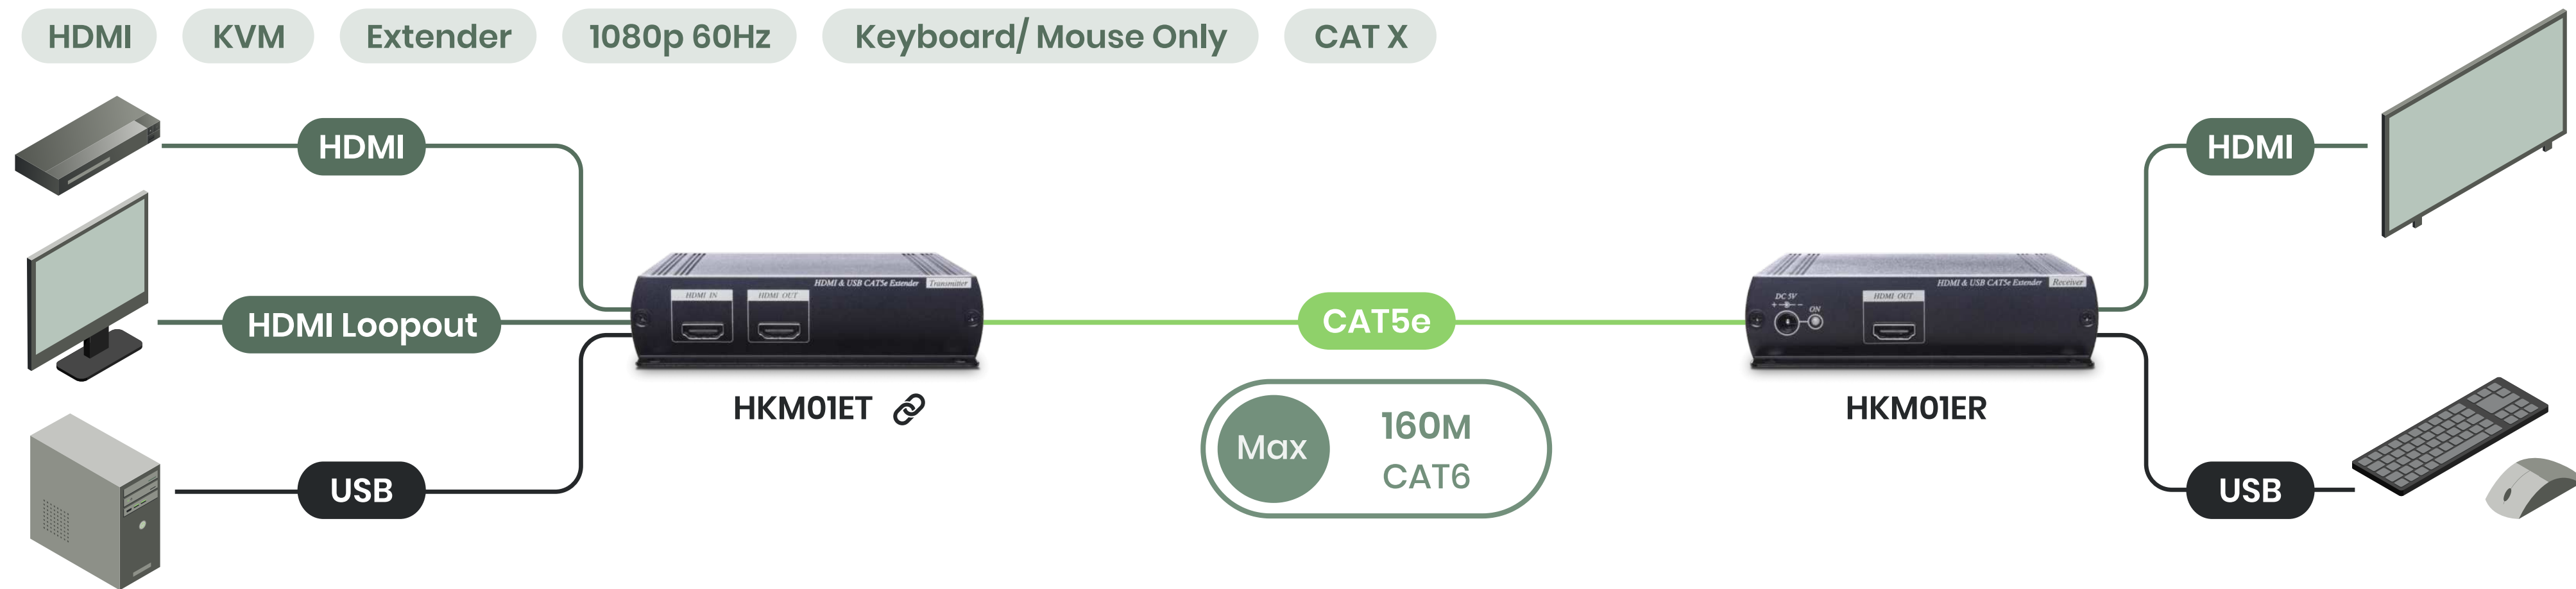 HDMI
KVM
Extender
1080p 60Hz
Keyboard/ Mouse Only
CAT X
HDMI
HDMI Loopout
USB
HDMI & USB CAT5e Extender
Transmitter
HDMI IN
HDMI OUT
HKM01ET
CAT5e
Max
160M
CAT6
HDMI & USB CAT5e Extender
Receiver
DC 5V
+ -
ON
HDMI OUT
HKM01ER
HDMI
USB